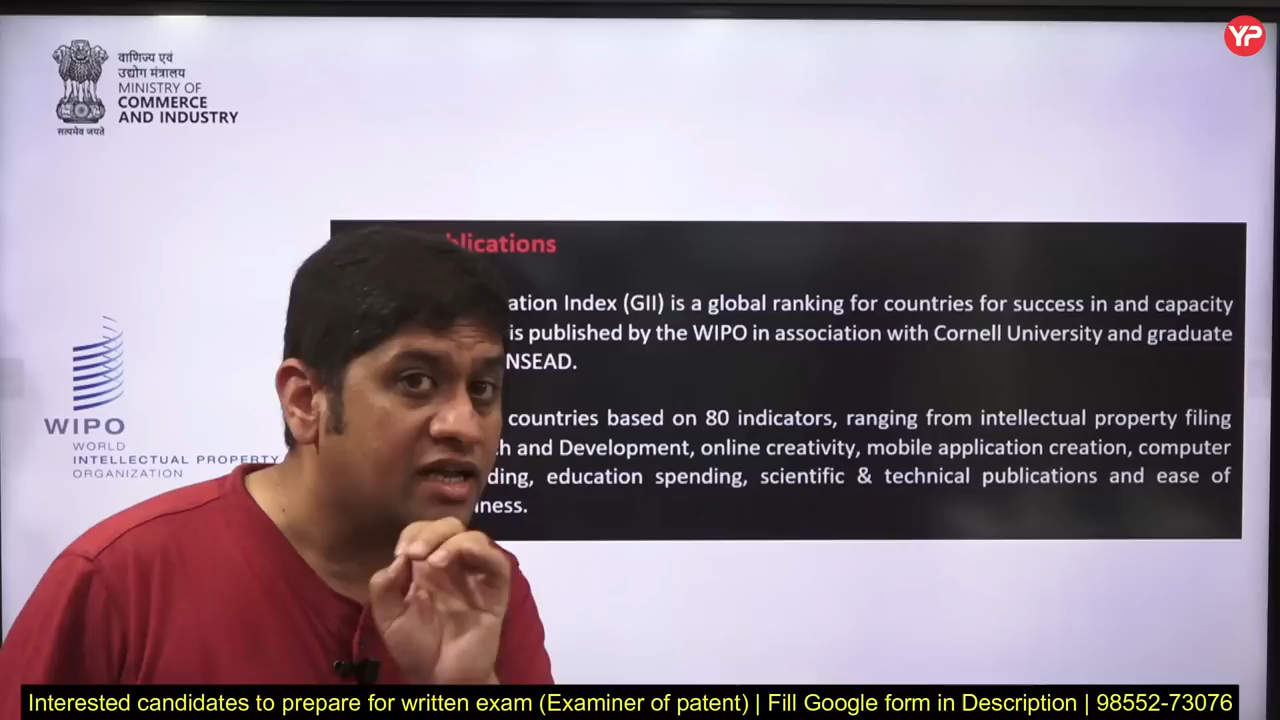 YP
वाणिज्य एवं
उद्योग मंत्रालय
MINISTRY OF
COMMERCE
AND INDUSTRY
सत्यमेव जयते
blications
ation Index (GII) is a global ranking for countries for success in and capacity
is published by the WIPO in association with Cornell University and graduate
NSEAD.
countries based on 80 indicators, ranging from intellectual property filing
h and Development, online creativity, mobile application creation, computer
ding, education spending, scientific & technical publications and ease of
iness.
WIPO
WORLD
INTELLECTUAL PROPERTY
ORGANIZATION
Interested candidates to prepare for written exam (Examiner of patent) | Fill Google form in Description | 98552-73076